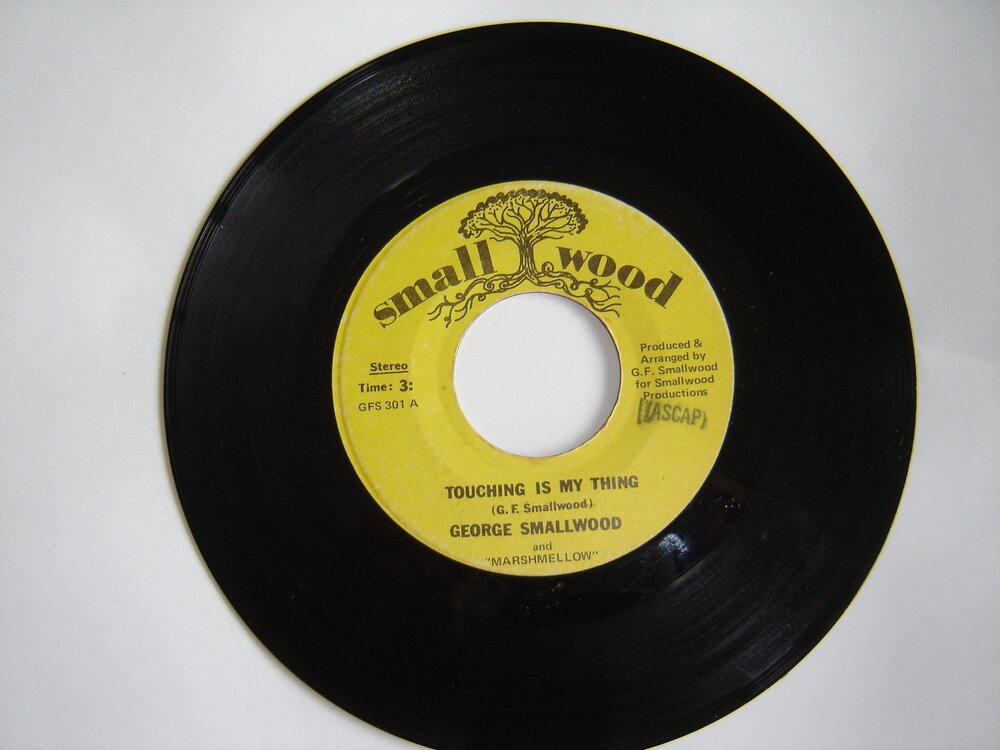 small wood
Stereo
Time: 3:
GFS 301 A
Produced &
Arranged by
G.F. Smallwood
for Smallwood
Productions
(ASCAP)
TOUCHING IS MY THING
(G. F. Smallwood)
GEORGE SMALLWOOD
and
"MARSHMELLOW"